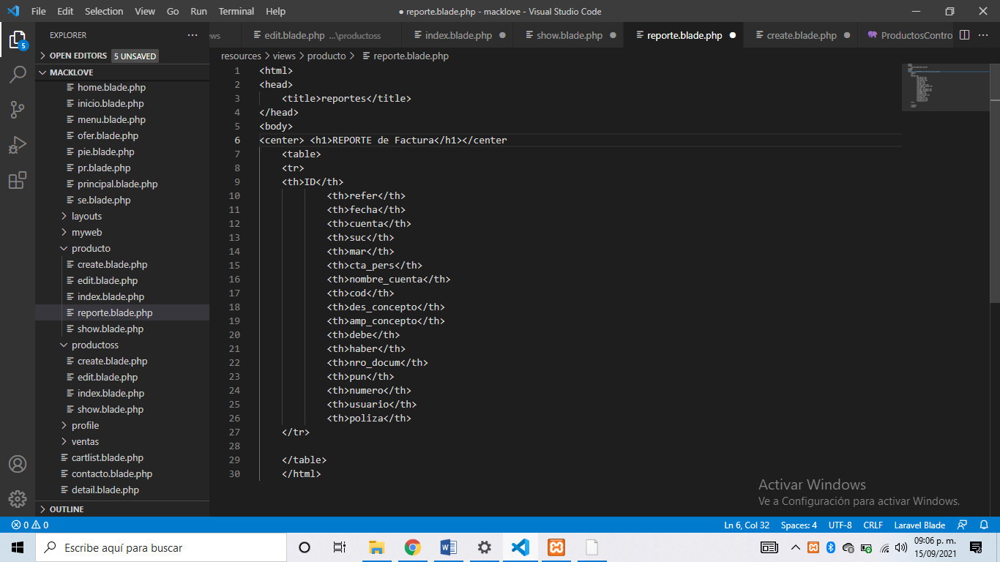 File Edit Selection View Go Run Terminal Help ● reporte.blade.php - macklove - Visual Studio Code
EXPLORER ···
ews edit.blade.php ...\productoss index.blade.php show.blade.php reporte.blade.php create.blade.php ProductosContro ···
OPEN EDITORS 5 UNSAVED
resources > views > producto > reporte.blade.php
MACKLOVE
home.blade.php
inicio.blade.php
menu.blade.php
ofer.blade.php
pie.blade.php
pr.blade.php
principal.blade.php
se.blade.php
layouts
myweb
producto
create.blade.php
edit.blade.php
index.blade.php
reporte.blade.php
show.blade.php
productoss
create.blade.php
edit.blade.php
index.blade.php
show.blade.php
profile
ventas
cartlist.blade.php
contacto.blade.php
detail.blade.php
OUTLINE
5
1 <html>
2 <head>
3 <title>reportes</title>
4 </head>
5 <body>
6 <center> <h1>REPORTE de Factura</h1></center
7 <table>
8 <tr>
9 <th>ID</th>
10 <th>refer</th>
11 <th>fecha</th>
12 <th>cuenta</th>
13 <th>suc</th>
14 <th>mar</th>
15 <th>cta_pers</th>
16 <th>nombre_cuenta</th>
17 <th>cod</th>
18 <th>des_concepto</th>
19 <th>amp_concepto</th>
20 <th>debe</th>
21 <th>haber</th>
22 <th>nro_docum</th>
23 <th>pun</th>
24 <th>numero</th>
25 <th>usuario</th>
26 <th>poliza</th>
27 </tr>
28
29 </table>
30 </html>
Activar Windows
Ve a Configuración para activar Windows.
0 0 Ln 6, Col 32 Spaces: 4 UTF-8 CRLF Laravel Blade
Escribe aquí para buscar
09:06 p. m.
15/09/2021